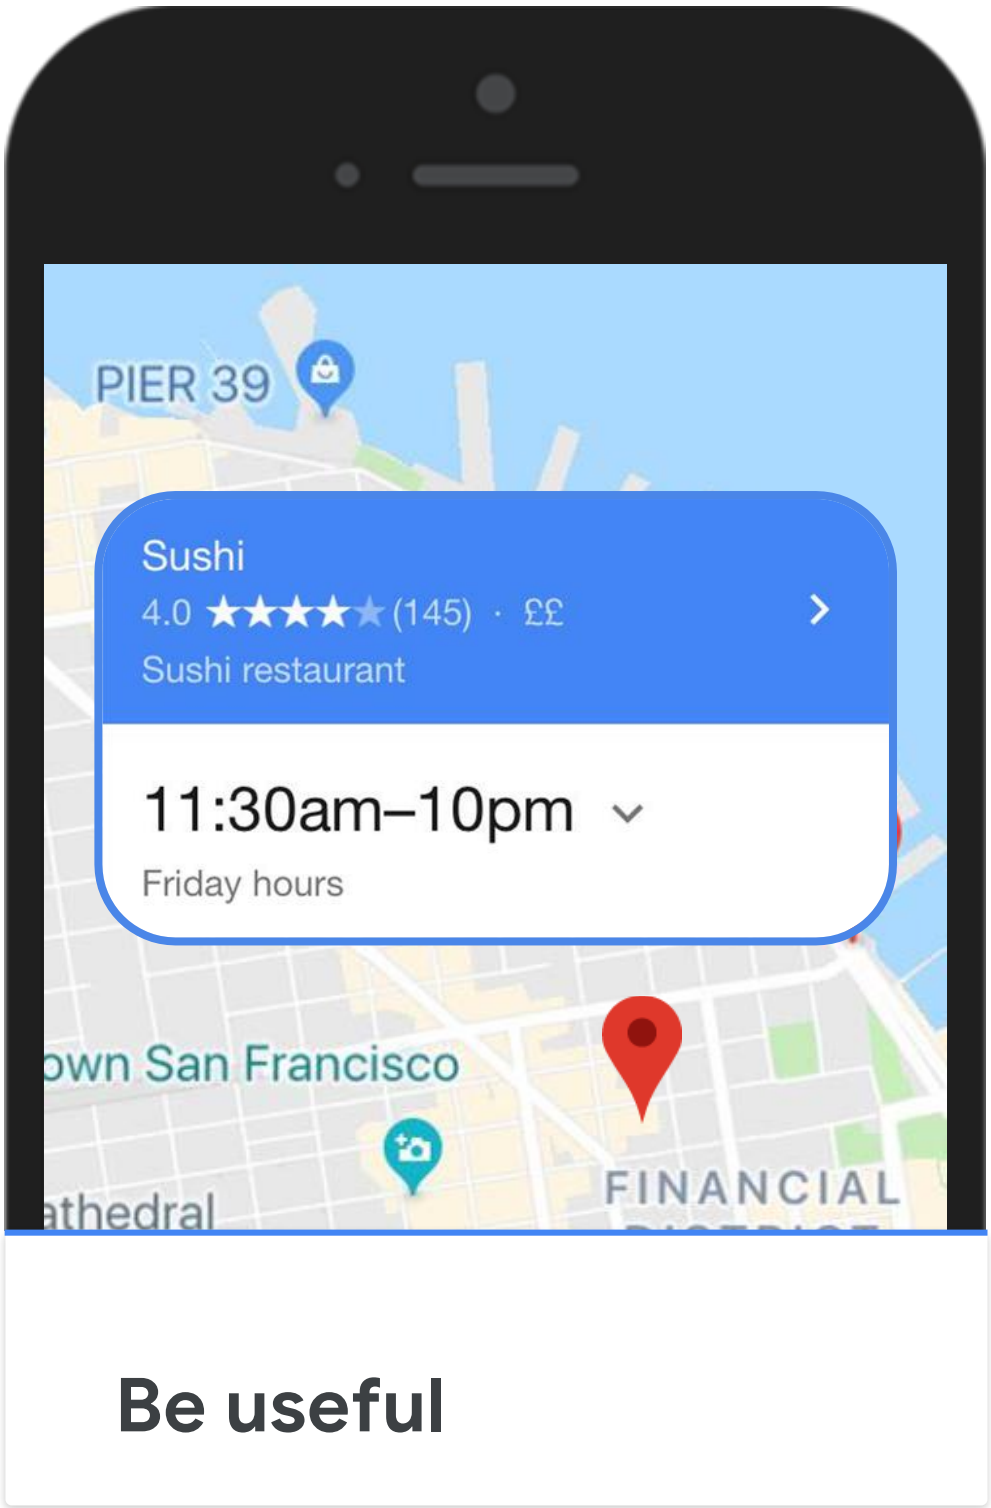 PIER 39
Sushi
4.0 ★★★★★ (145) · ££
Sushi restaurant
11:30am–10pm
Friday hours
own San Francisco
athedral
FINANCIAL
Be useful